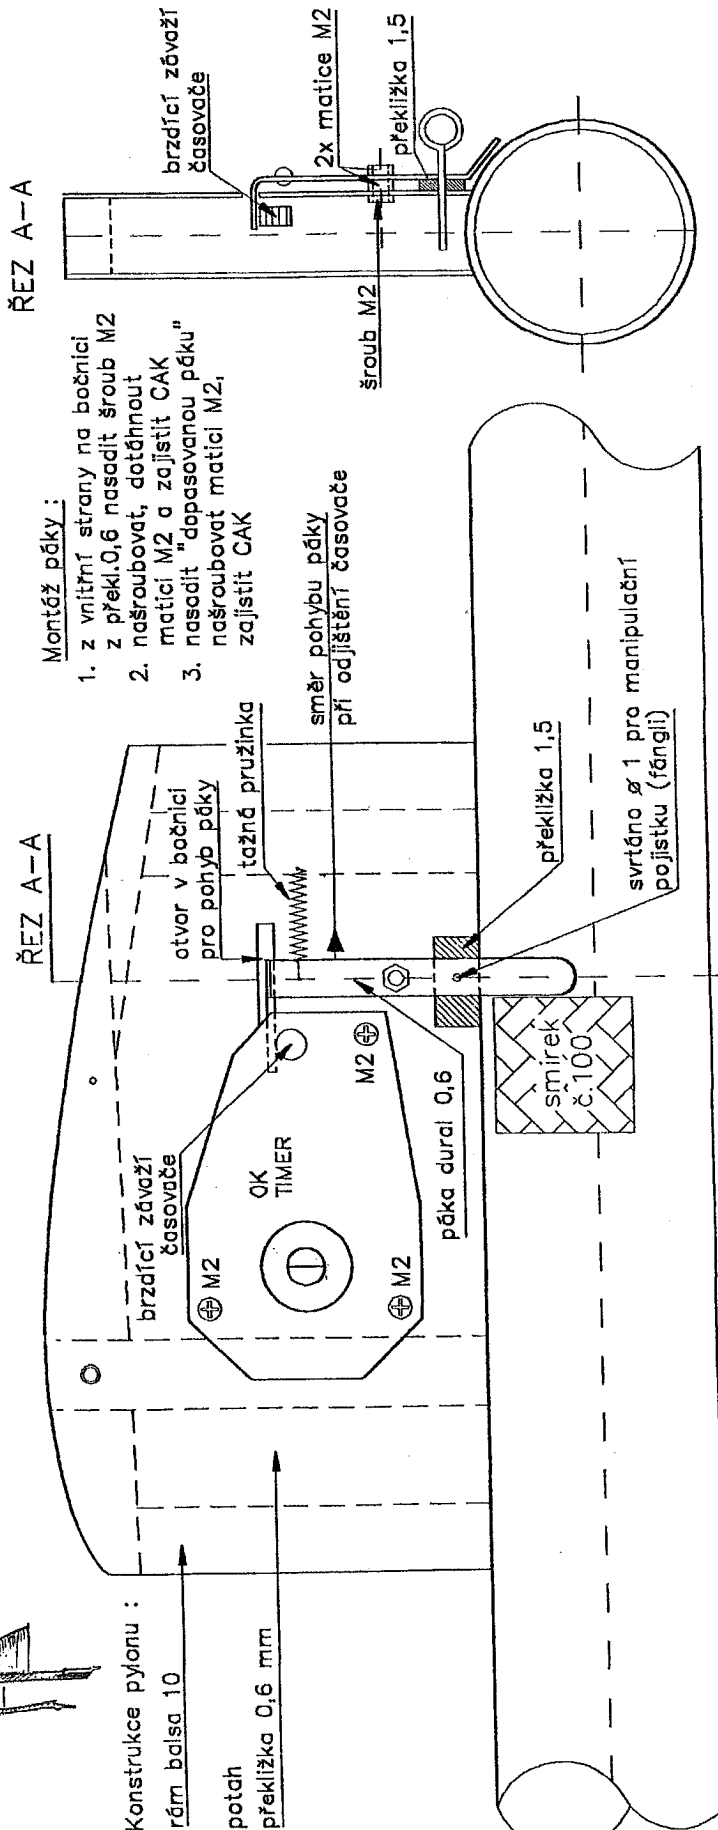 Konstrukce pylonu :
rám balsa 10
potah
překližka 0,6 mm
brzdící závaží
časovače
M2
M2
M2
OK
TIMER
ŘEZ A-A
otvor v bočnici
pro pohyb páky
tažná pružinka
směr pohybu páky
při odjištění časovače
páka dural 0,6
smirek
č.100
překližka 1,5
svrtáno ø 1 pro manipulační
pojistku (fángli)
Montáž páky :
1. z vnitřní strany na bočnici
z překl.0,6 nasadit šroub M2
2. našroubovat, dotáhnout
matici M2 a zajistit CAK
3. nasadit "dopasovanou páku"
našroubovat matici M2,
zajistit CAK
ŘEZ A-A
brzdící závaží
časovače
2x matice M2
překližka 1,5
šroub M2